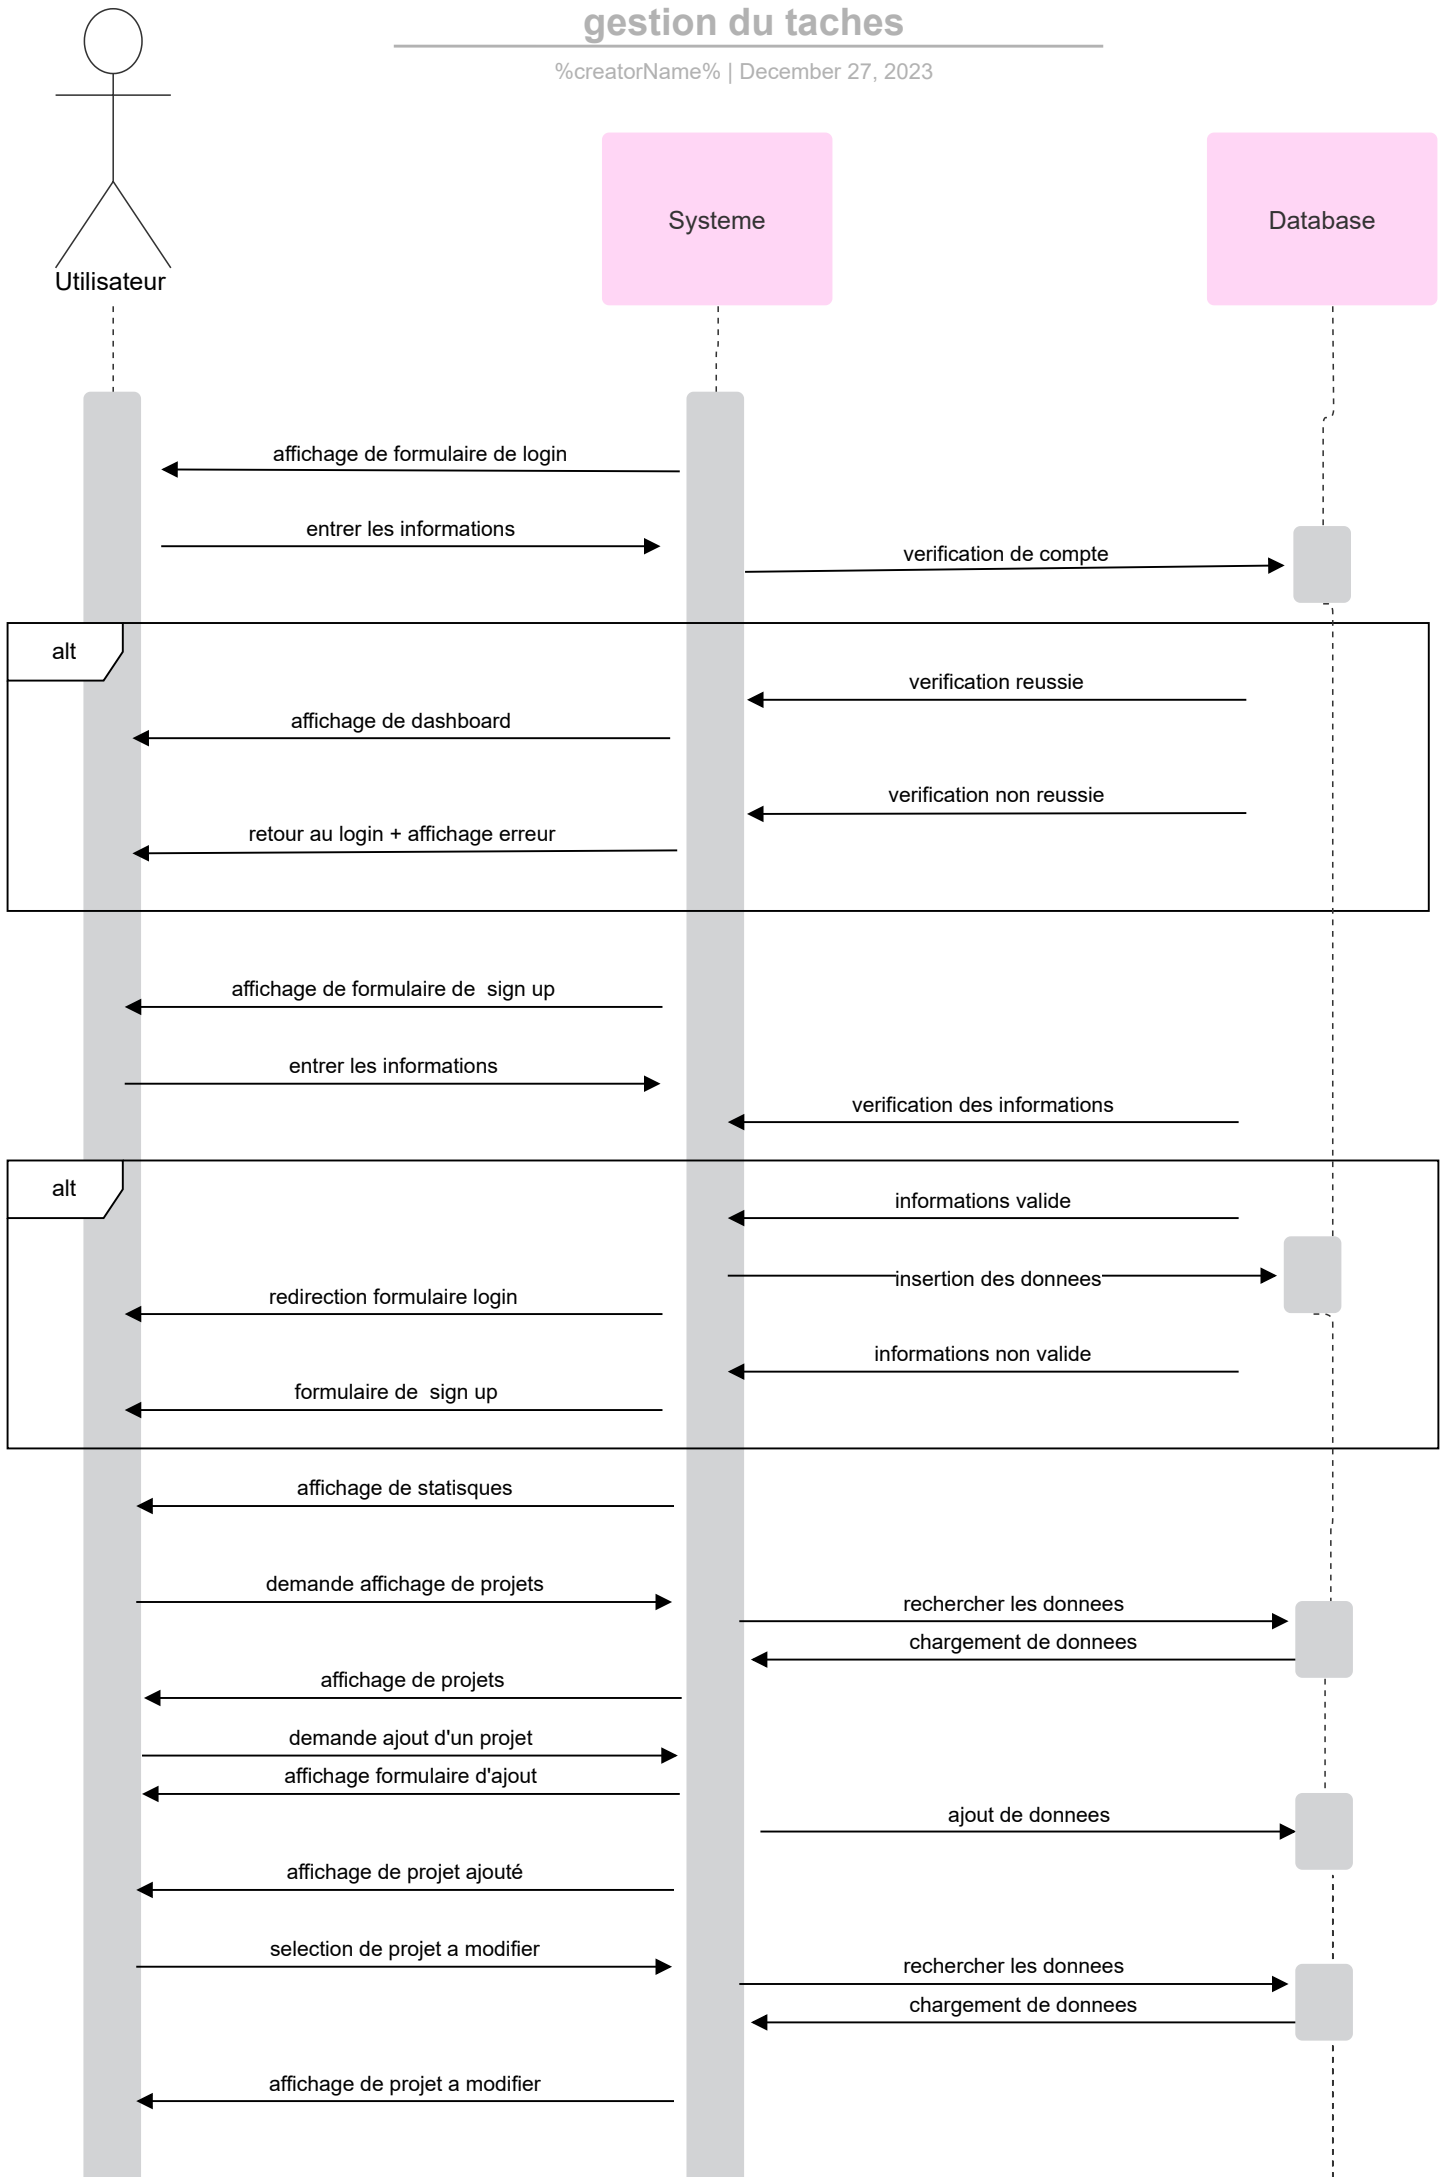 gestion du taches
%creatorName% | December 27, 2023
Utilisateur
Systeme
Database
affichage de formulaire de login
entrer les informations
verification de compte
alt
verification reussie
affichage de dashboard
verification non reussie
retour au login + affichage erreur
affichage de formulaire de  sign up
entrer les informations
verification des informations
alt
informations valide
insertion des donnees
redirection formulaire login
informations non valide
formulaire de  sign up
affichage de statisques
demande affichage de projets
rechercher les donnees
chargement de donnees
affichage de projets
demande ajout d'un projet
affichage formulaire d'ajout
ajout de donnees
affichage de projet ajouté
selection de projet a modifier
rechercher les donnees
chargement de donnees
affichage de projet a modifier